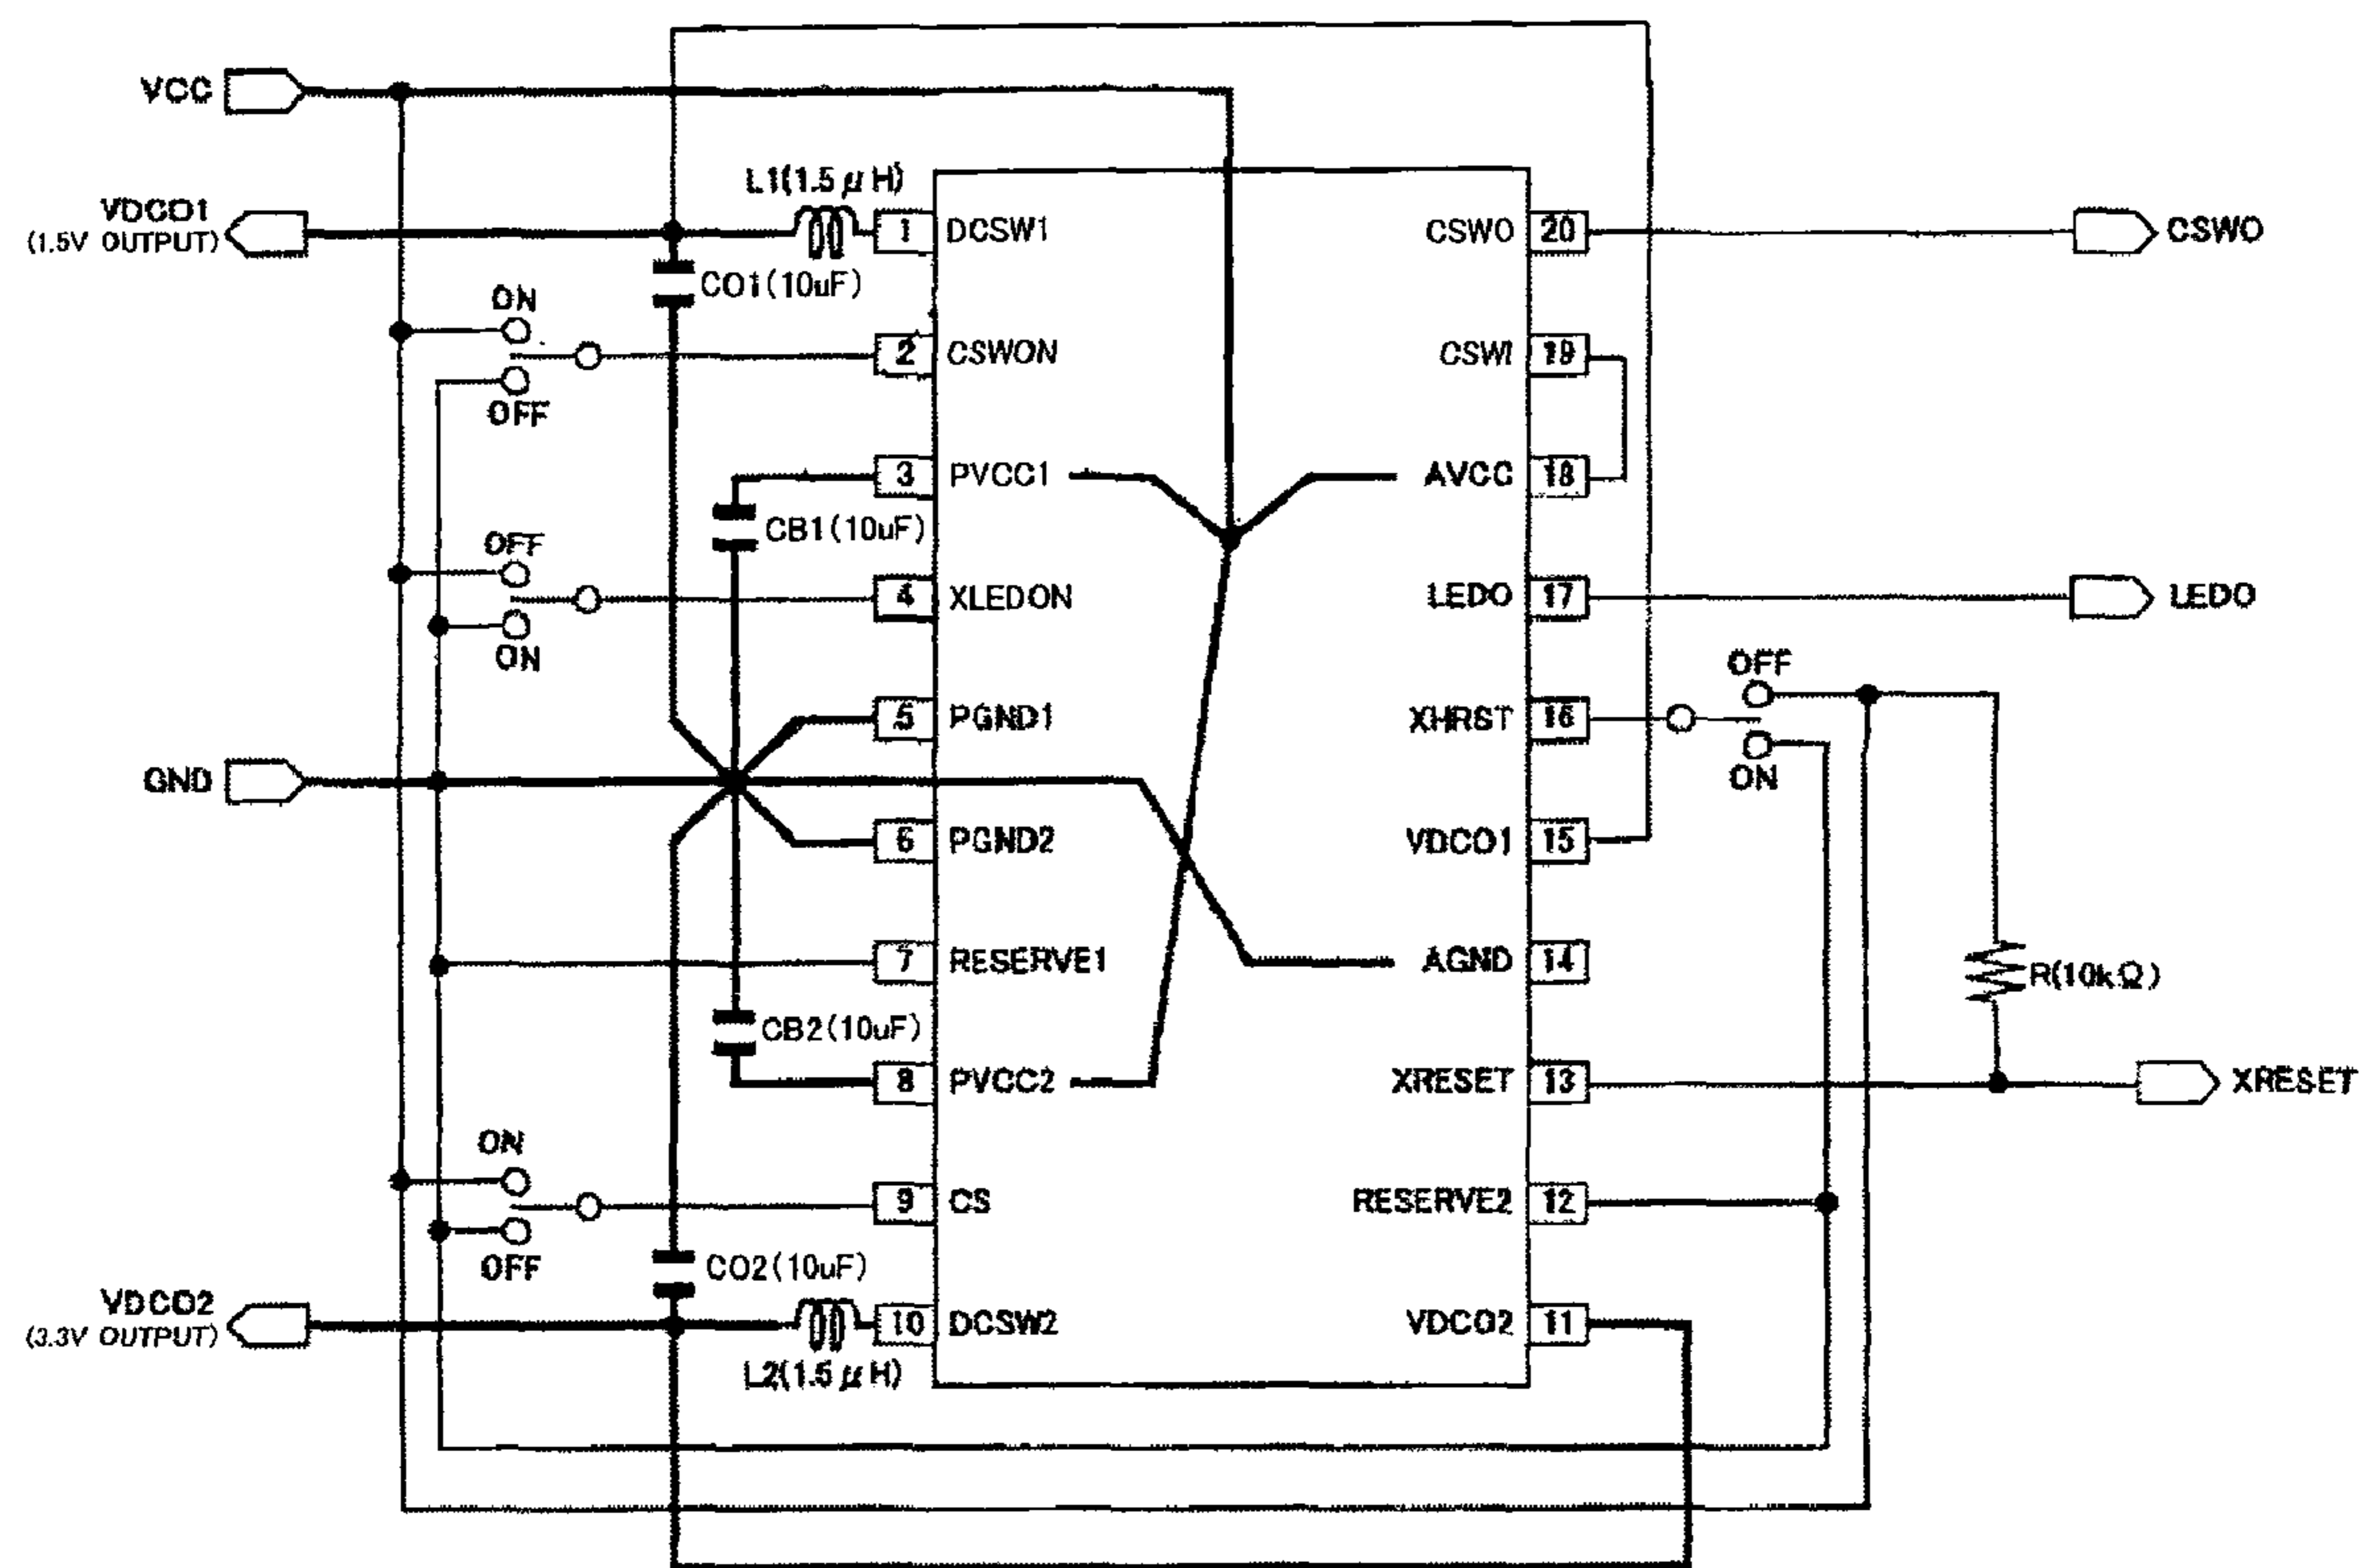 VCC
VDCO1
(1.5V OUTPUT)
L1(1.5μH)
1
DCSW1
CSWO
20
CSWO
CO1(10uF)
ON
2
CSWON
CSWI
19
OFF
3
PVCC1
AVCC
18
CB1(10uF)
OFF
4
XLEDON
LEDO
17
LEDO
ON
OFF
5
PGND1
XHRST
16
ON
GND
6
PGND2
VDCO1
15
7
RESERVE1
AGND
14
R(10kΩ)
CB2(10uF)
8
PVCC2
XRESET
13
XRESET
ON
9
CS
RESERVE2
12
OFF
CO2(10uF)
VDCO2
(3.3V OUTPUT)
10
DCSW2
VDCO2
11
L2(1.5μH)